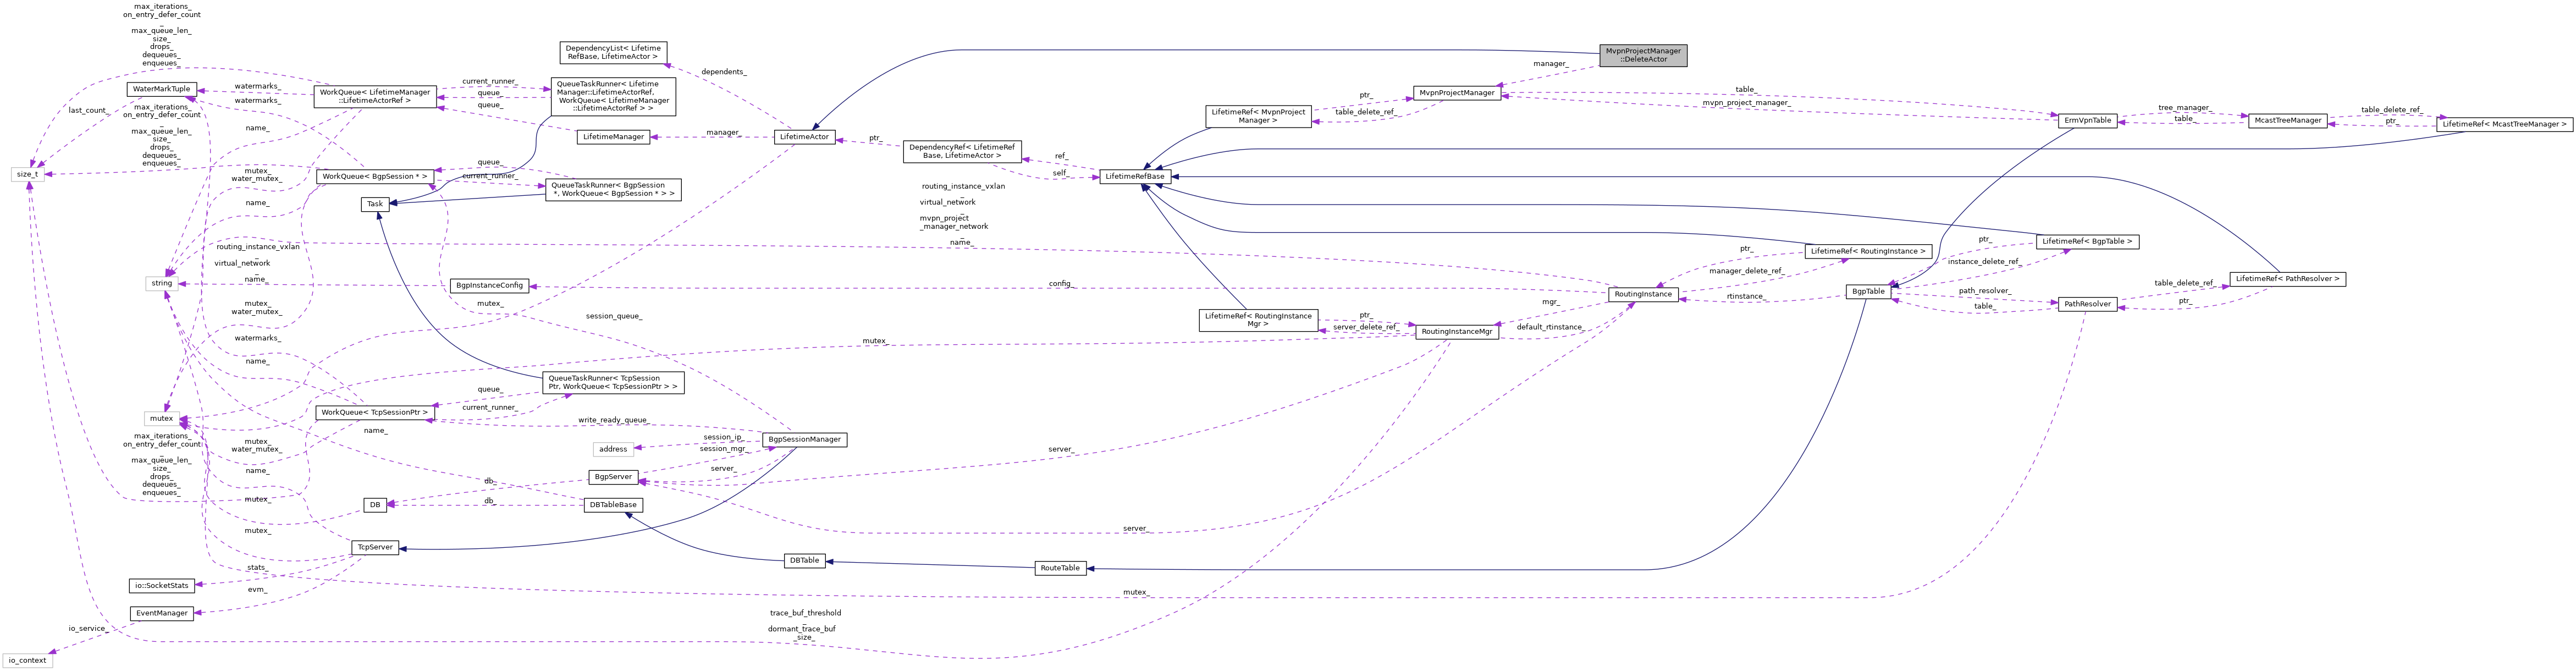 max_iterations_
on_entry_defer_count
_
max_queue_len_
size_
drops_
dequeues_
enqueues_
DependencyList< Lifetime
RefBase, LifetimeActor >
MvpnProjectManager
::DeleteActor
manager_
dependents_
WaterMarkTuple
watermarks_
WorkQueue< LifetimeManager
::LifetimeActorRef >
current_runner_
queue_
queue_
QueueTaskRunner< Lifetime
Manager::LifetimeActorRef,
WorkQueue< LifetimeManager
::LifetimeActorRef > >
MvpnProjectManager
table_
mvpn_project_manager_
ptr_
table_delete_ref_
LifetimeRef< MvpnProject
Manager >
last_count_
watermarks_
max_iterations_
on_entry_defer_count
_
max_queue_len_
size_
drops_
dequeues_
enqueues_
name_
LifetimeManager
manager_
LifetimeActor
ptr_
DependencyRef< LifetimeRef
Base, LifetimeActor >
ref_
self_
LifetimeRefBase
ErmVpnTable
tree_manager_
table_
McastTreeManager
table_delete_ref_
ptr_
LifetimeRef< McastTreeManager >
size_t
mutex_
water_mutex_
WorkQueue< BgpSession * >
queue_
current_runner_
QueueTaskRunner< BgpSession
*, WorkQueue< BgpSession * > >
Task
name_
routing_instance_vxlan
_
virtual_network
_
mvpn_project
_manager_network
_
name_
routing_instance_vxlan
_
virtual_network
_
name_
string
BgpInstanceConfig
config_
LifetimeRef< RoutingInstance >
ptr_
manager_delete_ref_
RoutingInstance
rtinstance_
LifetimeRef< BgpTable >
ptr_
instance_delete_ref_
BgpTable
path_resolver_
table_
PathResolver
table_delete_ref_
ptr_
LifetimeRef< PathResolver >
mutex_
water_mutex_
mutex_
session_queue_
LifetimeRef< RoutingInstance
Mgr >
ptr_
server_delete_ref_
RoutingInstanceMgr
mgr_
default_rtinstance_
watermarks_
name_
mutex_
QueueTaskRunner< TcpSession
Ptr, WorkQueue< TcpSessionPtr > >
queue_
current_runner_
WorkQueue< TcpSessionPtr >
write_ready_queue_
mutex
name_
max_iterations_
on_entry_defer_count
_
max_queue_len_
size_
drops_
dequeues_
enqueues_
mutex_
water_mutex_
address
session_ip_
session_mgr_
server_
BgpSessionManager
server_
name_
BgpServer
db_
db_
DB
DBTableBase
mutex_
mutex_
server_
TcpServer
DBTable
RouteTable
stats_
io::SocketStats
evm_
EventManager
mutex_
io_service_
trace_buf_threshold
_
dormant_trace_buf
_size_
io_context